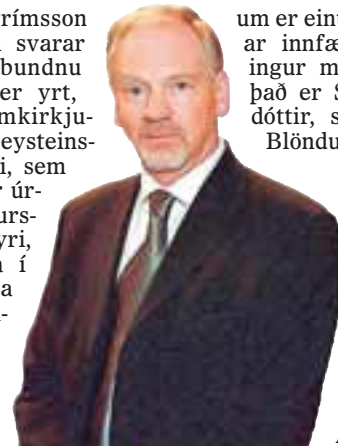 rímsson
svarar
bundnu
er yrt,
mkirkju-
eysteins-
i, sem
r úr-
urs-
yri,
í
a
um er einu
ar innfæ
ingur m
það er S
dóttir, s
Blöndu